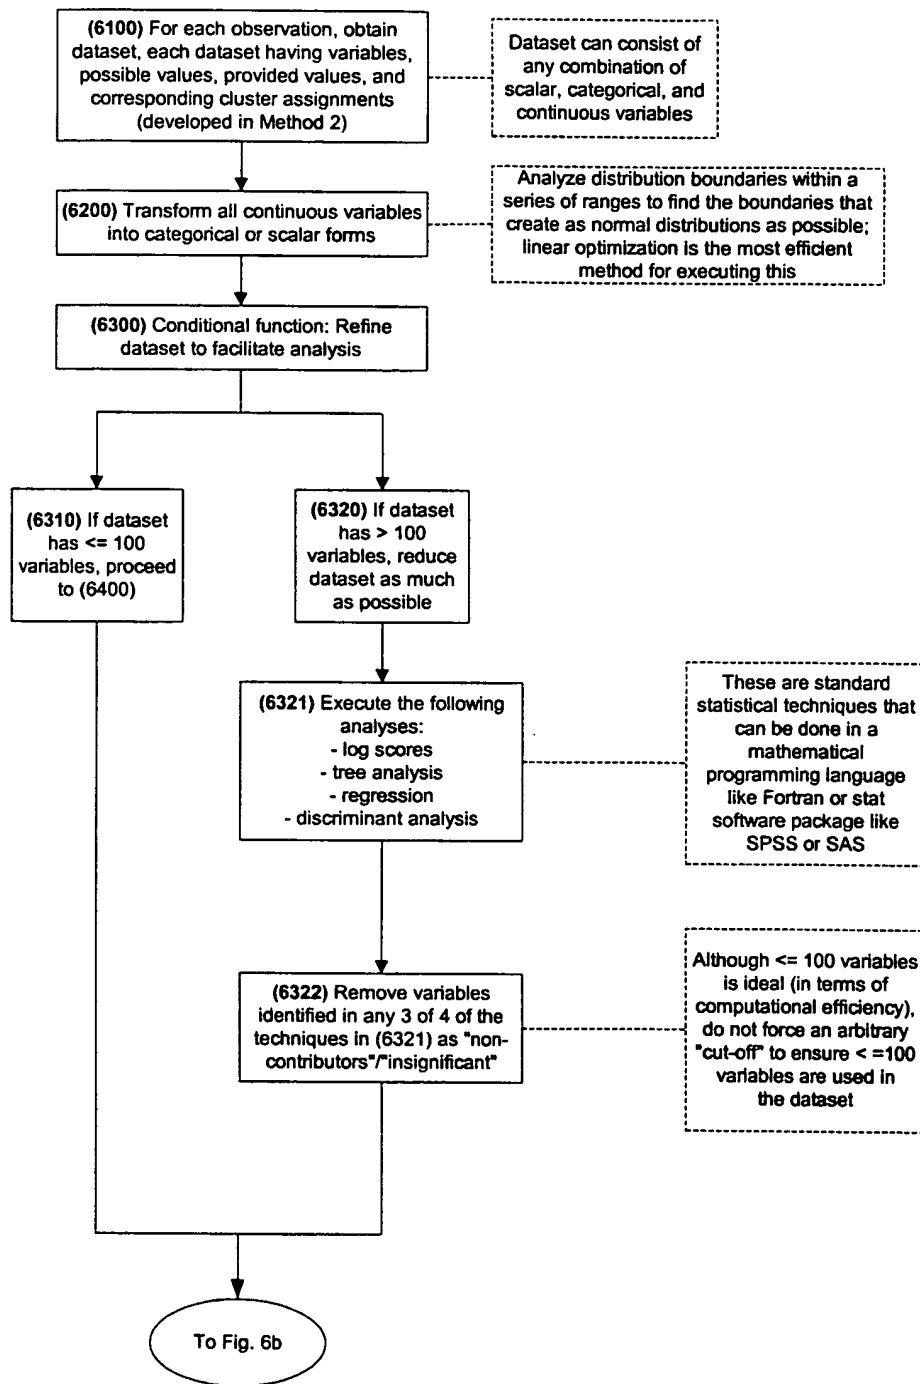 (6100) For each observation, obtain
dataset, each dataset having variables,
possible values, provided values, and
corresponding cluster assignments
(developed in Method 2)
Dataset can consist of
any combination of
scalar, categorical, and
continuous variables
(6200) Transform all continuous variables
into categorical or scalar forms
Analyze distribution boundaries within a
series of ranges to find the boundaries that
create as normal distributions as possible;
linear optimization is the most efficient
method for executing this
(6300) Conditional function: Refine
dataset to facilitate analysis
(6310) If dataset
has <= 100
variables, proceed
to (6400)
(6320) If dataset
has > 100
variables, reduce
dataset as much
as possible
(6321) Execute the following
analyses:
- log scores
- tree analysis
- regression
- discriminant analysis
These are standard
statistical techniques that
can be done in a
mathematical
programming language
like Fortran or stat
software package like
SPSS or SAS
(6322) Remove variables
identified in any 3 of 4 of the
techniques in (6321) as "non-
contributors"/"insignificant"
Although <= 100 variables
is ideal (in terms of
computational efficiency),
do not force an arbitrary
"cut-off" to ensure < =100
variables are used in
the dataset
To Fig. 6b